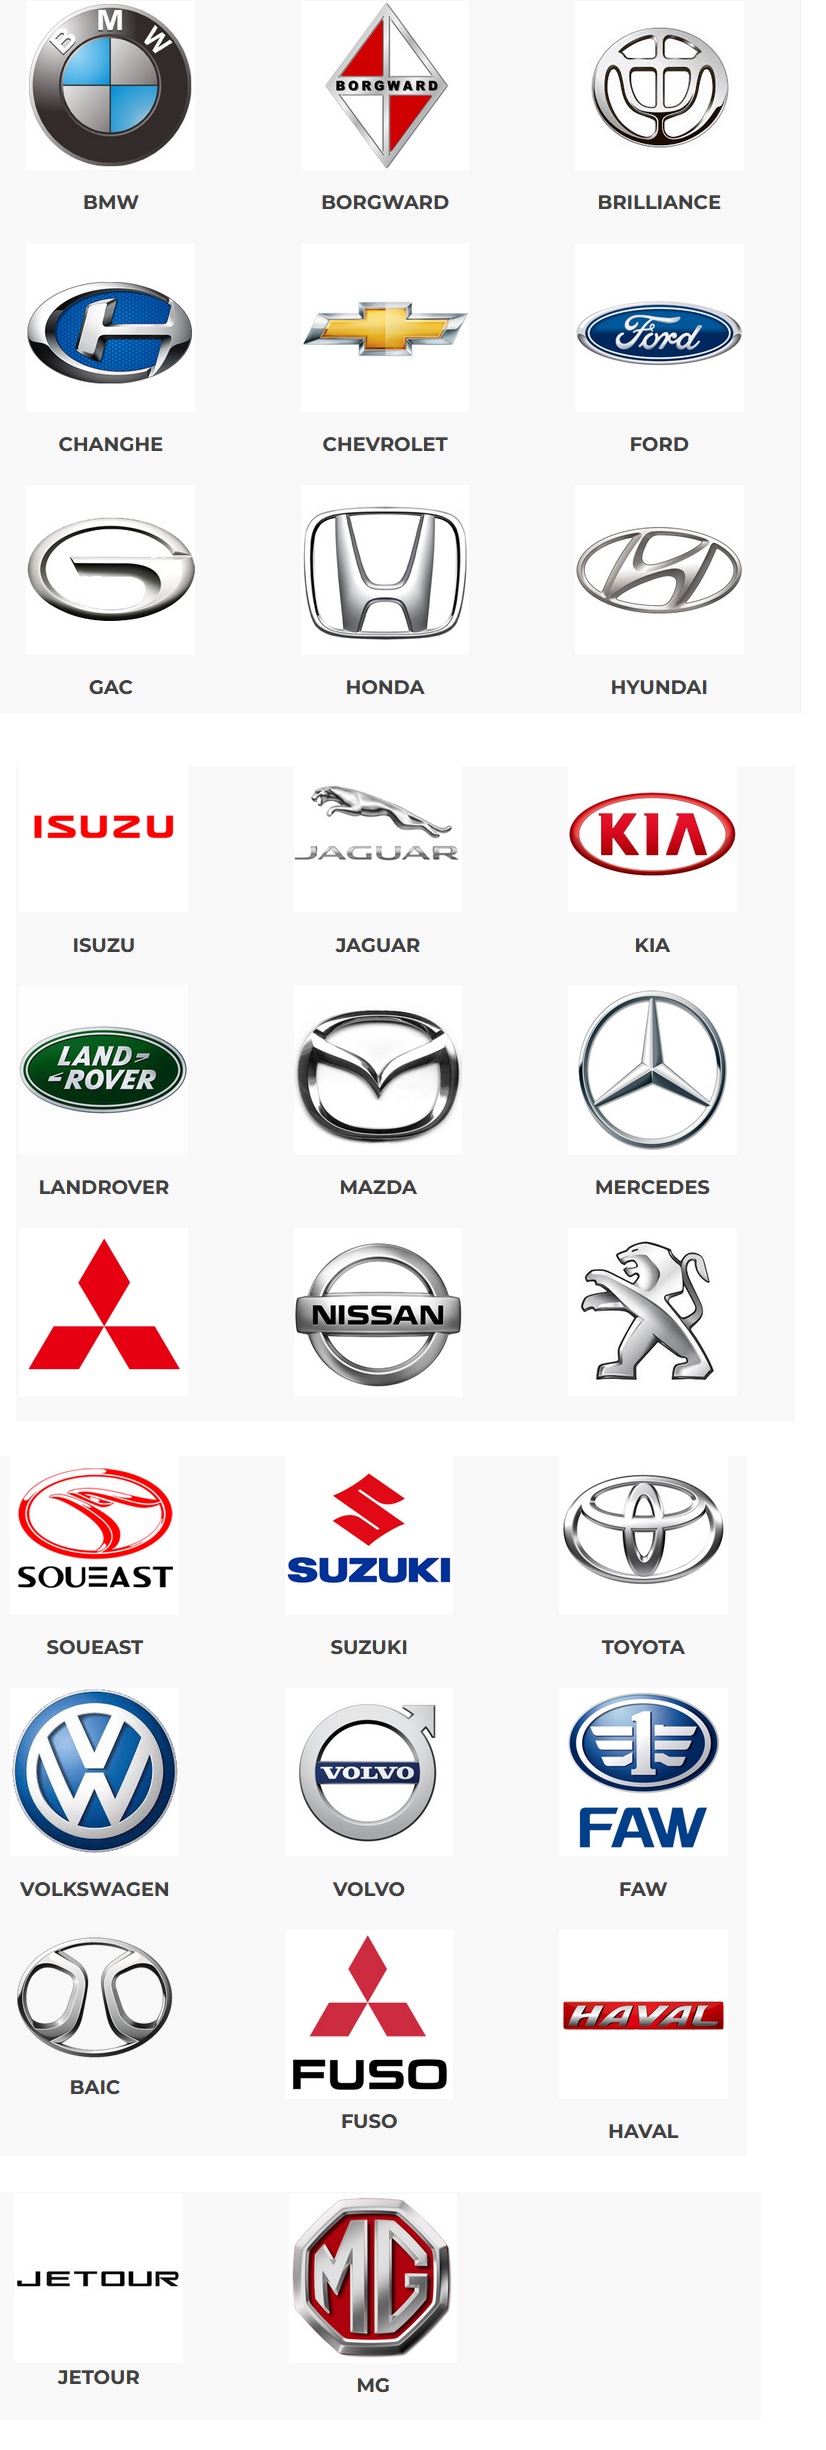 BMW
BORGWARD
BMW
BORGWARD
BRILLIANCE
Ford
CHANGHE
CHEVROLET
FORD
GAC
HONDA
HYUNDAI
ISUZU
JAGUAR
KIA
ISUZU
JAGUAR
KIA
LAND-
-ROVER
LANDROVER
MAZDA
MERCEDES
NISSAN
SOUEAST
SUZUKI
SOUEAST
SUZUKI
TOYOTA
VW
VOLVO
1
FAW
VOLKSWAGEN
VOLVO
FAW
FUSO
HAVAL
BAIC
FUSO
HAVAL
JETOUR
MG
JETOUR
MG